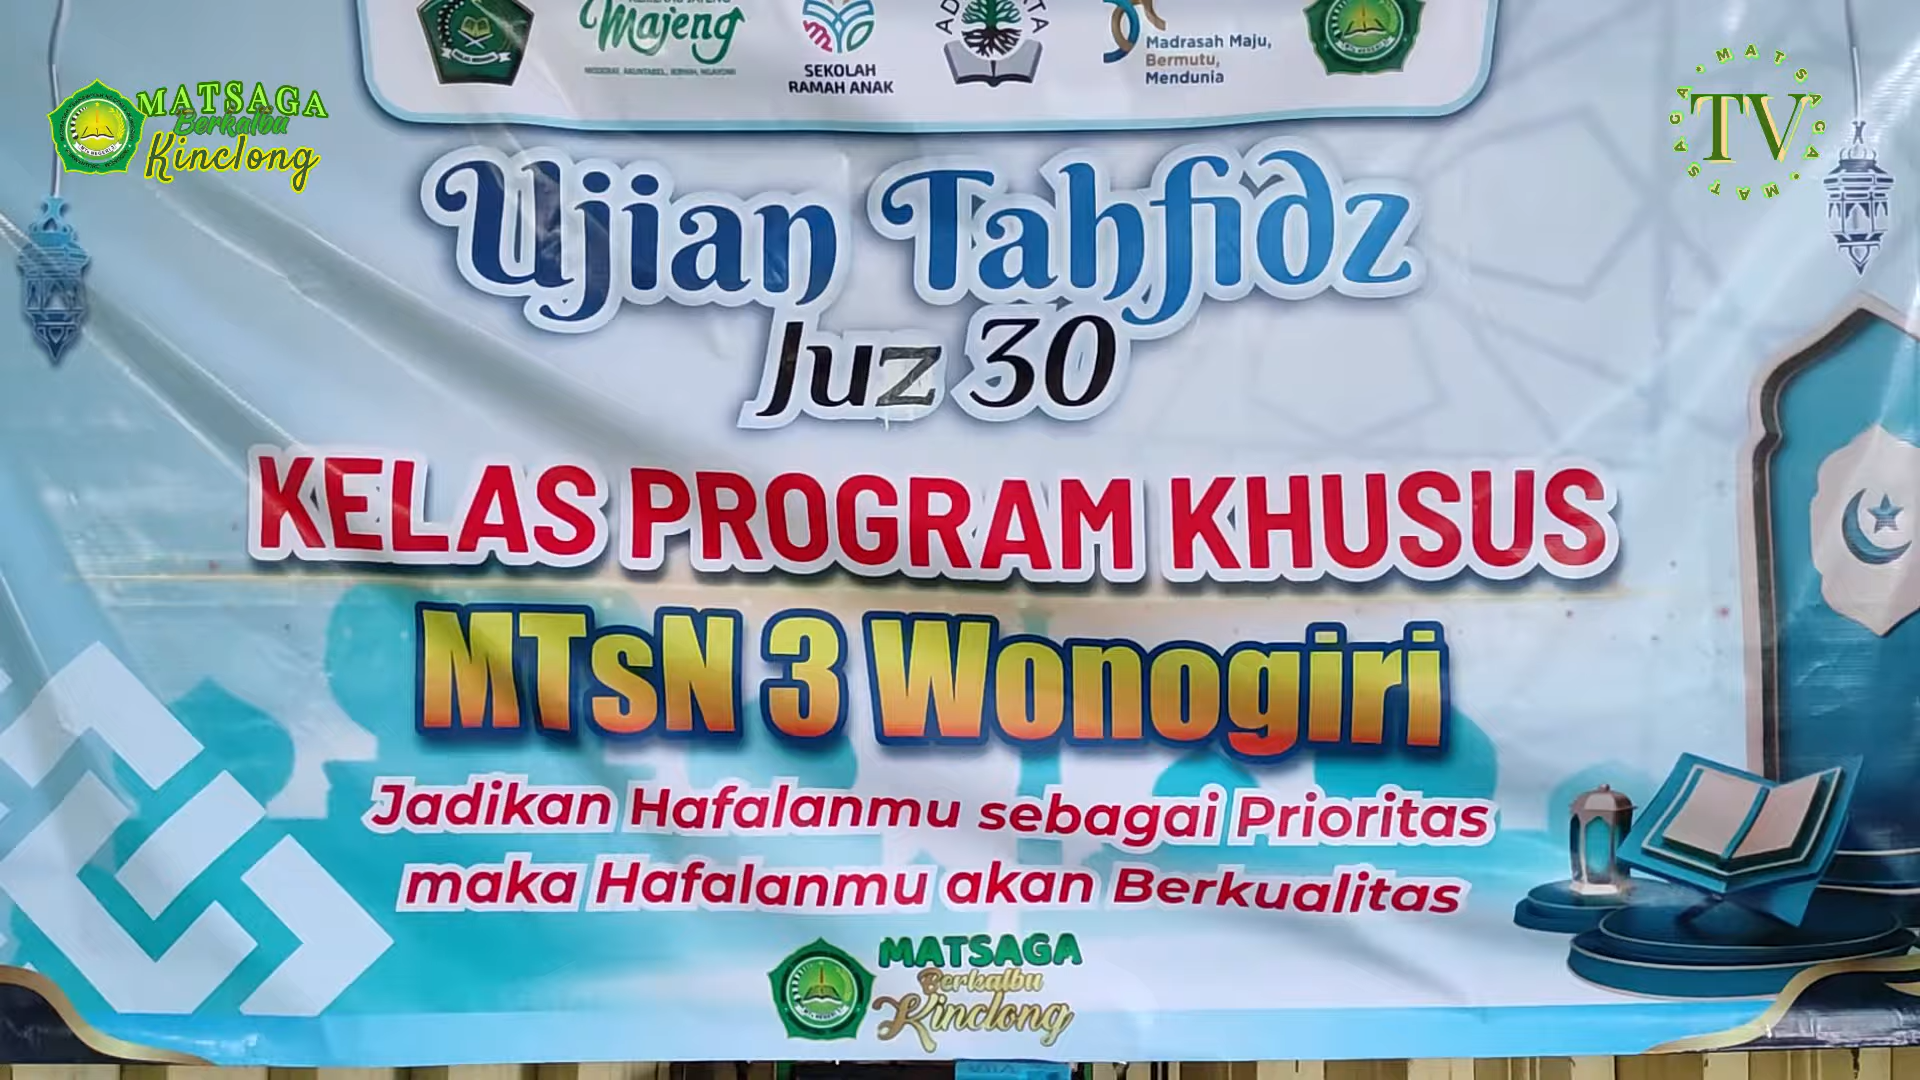 Majeng
SEKOLAH
RAMAH ANAK
Madrasah Maju,
Bermutu,
Mendunia
MATSAGA
Berkalbu
Kinclong
MATSAGA
TV
MATSAGA
Ujian Tahfidz
Juz 30
KELAS PROGRAM KHUSUS
MTsN 3 Wonogiri
Jadikan Hafalanmu sebagai Prioritas
maka Hafalanmu akan Berkualitas
MATSAGA
Berkalbu
Kinclong